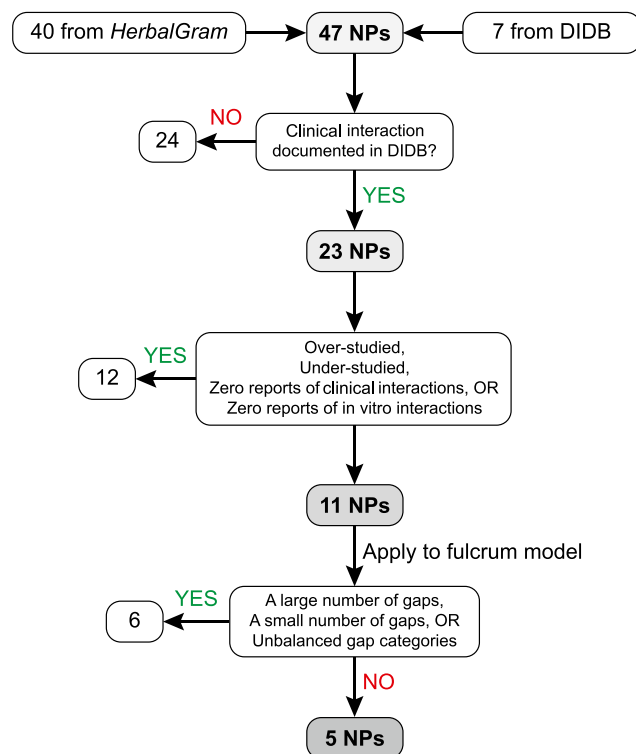 40 from HerbalGram
47 NPs
7 from DIDB
NO
24
Clinical interaction
documented in DIDB?
YES
23 NPs
YES
12
Over-studied,
Under-studied,
Zero reports of clinical interactions, OR
Zero reports of in vitro interactions
11 NPs
Apply to fulcrum model
YES
6
A large number of gaps,
A small number of gaps, OR
Unbalanced gap categories
NO
5 NPs